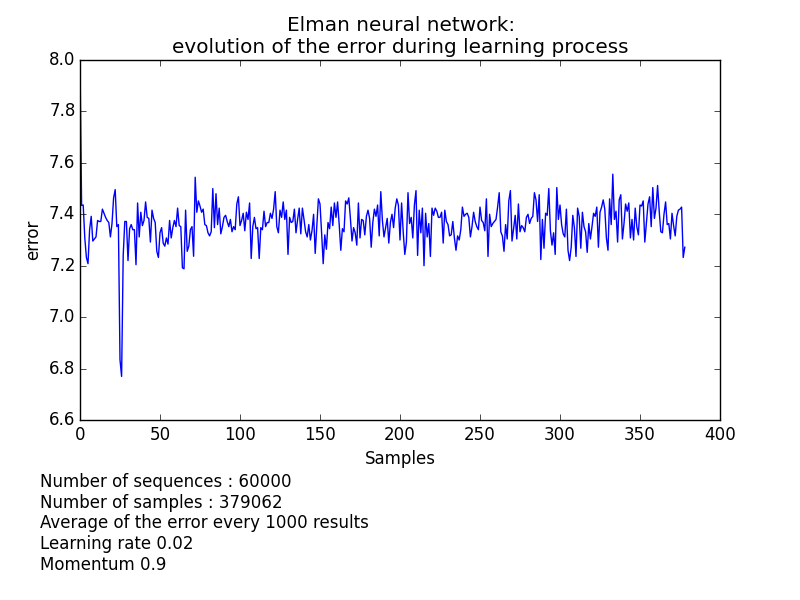 Elman neural network:
evolution of the error during learning process
8.0
7.8
7.6
7.4
7.2
7.0
6.8
6.6
error
0 50 100 150 200 250 300 350 400
Samples
Number of sequences : 60000
Number of samples : 379062
Average of the error every 1000 results
Learning rate 0.02
Momentum 0.9